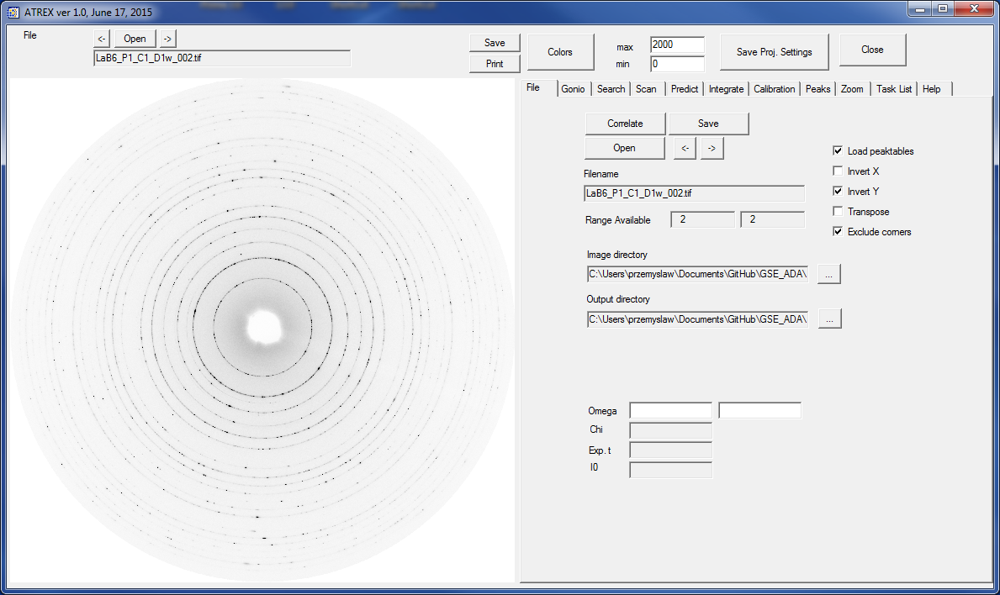 ATREX ver 1.0, June 17, 2015
File <- Open ->
LaB6_P1_C1_D1w_002.tif
Save
Print
Colors
max 2000
min 0
Save Proj. Settings
Close
File Gonio Search Scan Predict Integrate Calibration Peaks Zoom Task List Help
Correlate Save
Open <- ->
Load peaktables
Invert X
Invert Y
Transpose
Exclude corners
Filename
LaB6_P1_C1_D1w_002.tif
Range Available 2 2
Image directory
C:\Users\przemyslaw\Documents\GitHub\GSE_ADA\ ...
Output directory
C:\Users\przemyslaw\Documents\GitHub\GSE_ADA\ ...
Omega
Chi
Exp. t
I0